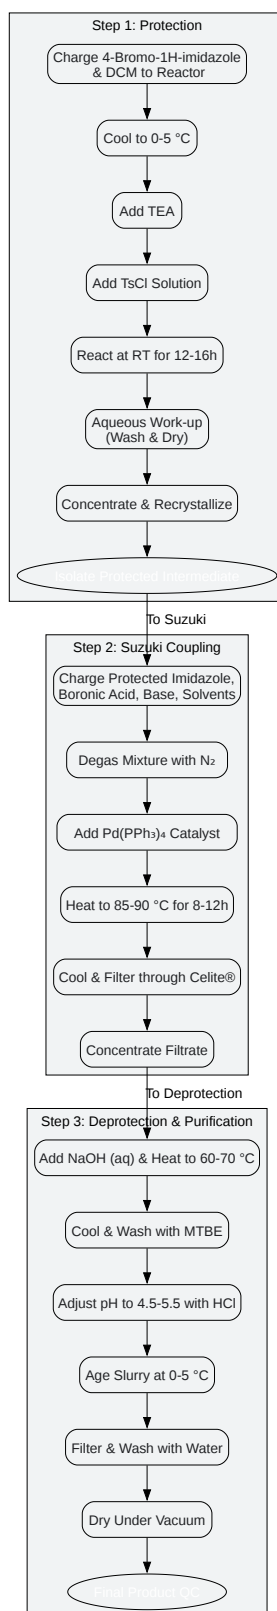 Step 1: Protection
Charge 4-Bromo-1H-imidazole
& DCM to Reactor
Cool to 0-5 °C
Add TEA
Add TsCl Solution
React at RT for 12-16h
Aqueous Work-up
(Wash & Dry)
Concentrate & Recrystallize
Isolate Protected Intermediate
To Suzuki
Step 2: Suzuki Coupling
Charge Protected Imidazole,
Boronic Acid, Base, Solvents
Degas Mixture with N₂
Add Pd(PPh₃)₄ Catalyst
Heat to 85-90 °C for 8-12h
Cool & Filter through Celite®
Concentrate Filtrate
To Deprotection
Step 3: Deprotection & Purification
Add NaOH (aq) & Heat to 60-70 °C
Cool & Wash with MTBE
Adjust pH to 4.5-5.5 with HCl
Age Slurry at 0-5 °C
Filter & Wash with Water
Dry Under Vacuum
Final Product QC